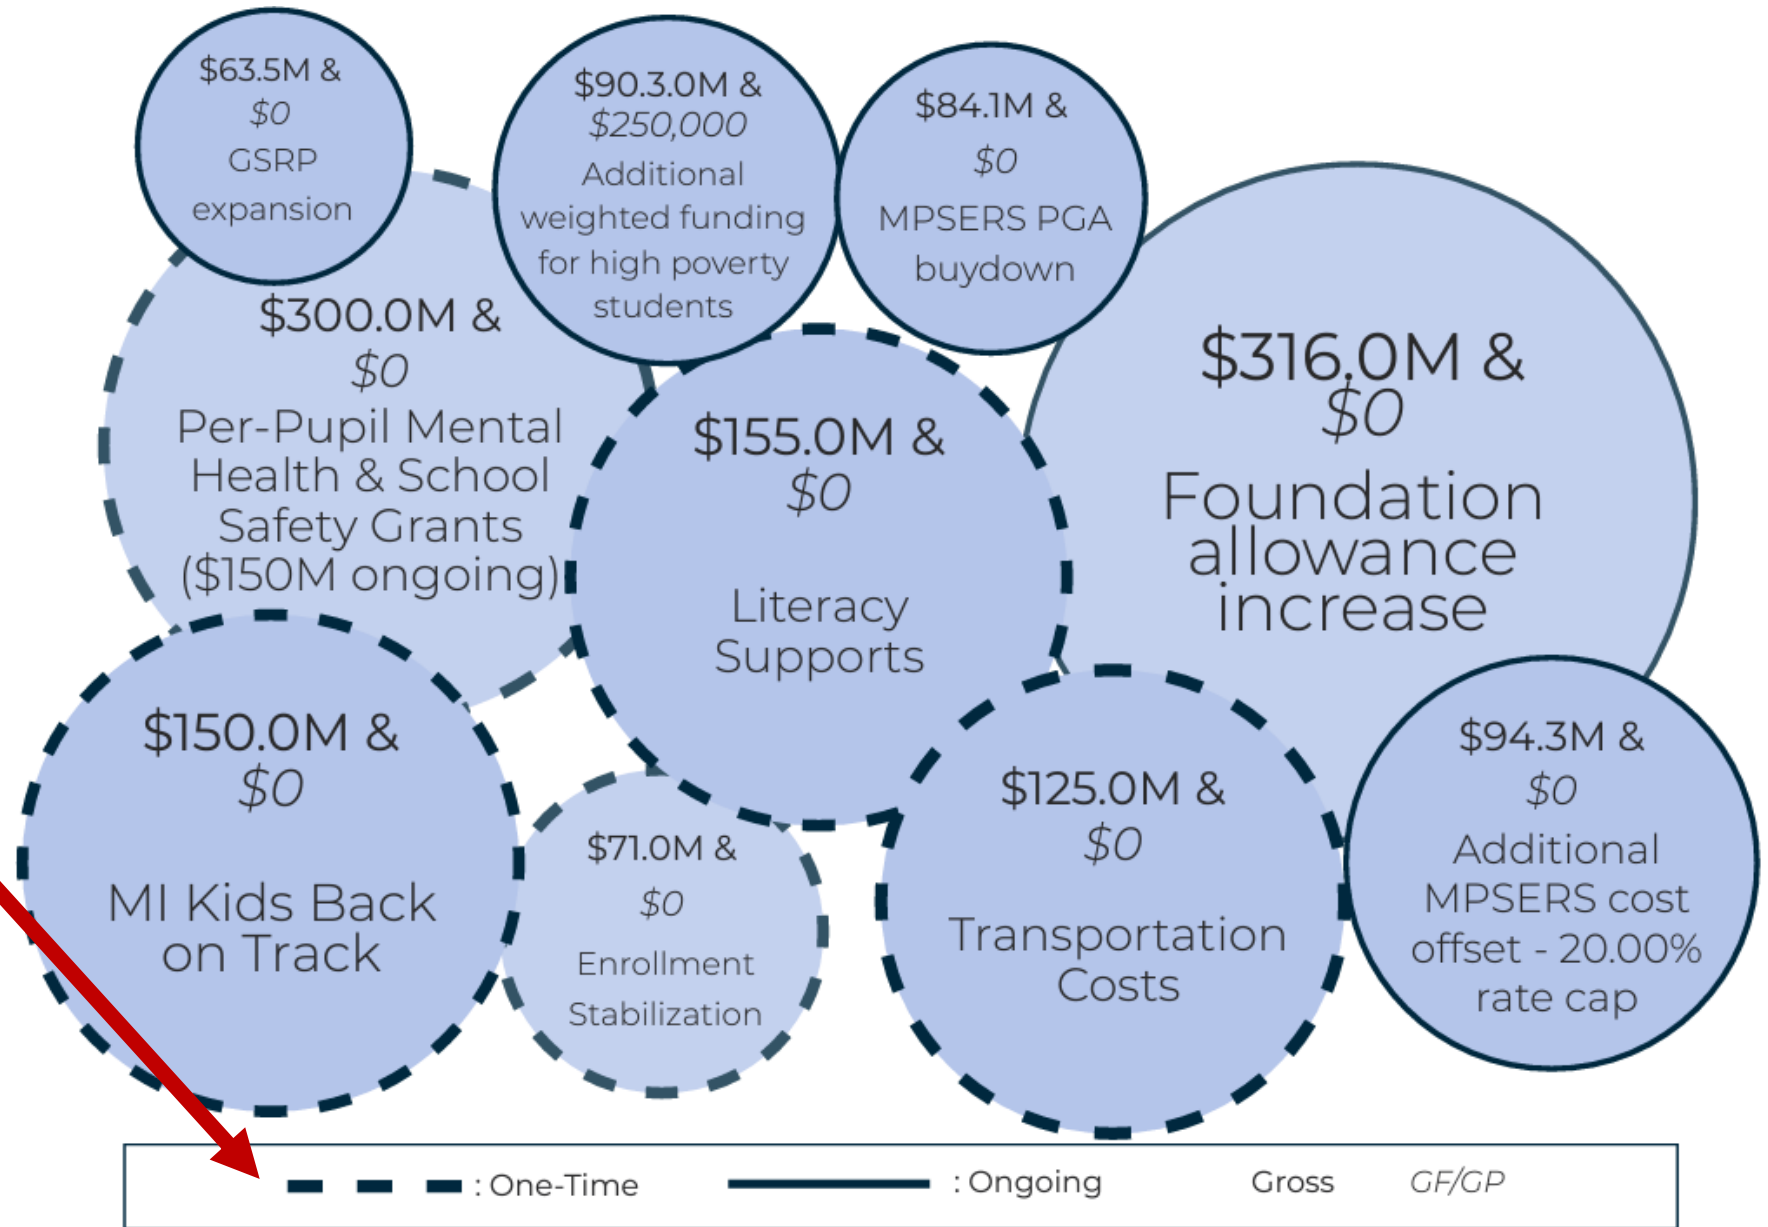 $63.5M &
$0
GSRP
expansion
$90.3.0M &
$250,000
Additional
weighted funding
for high poverty
students
$84.1M &
$0
MPSERS PGA
buydown
$300.0M &
$0
Per-Pupil Mental
Health & School
Safety Grants
($150M ongoing)
$155.0M &
$0
Literacy
Supports
$316.0M &
$0
Foundation
allowance
increase
$150.0M &
$0
MI Kids Back
on Track
$71.0M &
$0
Enrollment
Stabilization
$125.0M &
$0
Transportation
Costs
$94.3M &
$0
Additional
MPSERS cost
offset - 20.00%
rate cap
: One-Time : Ongoing Gross GF/GP